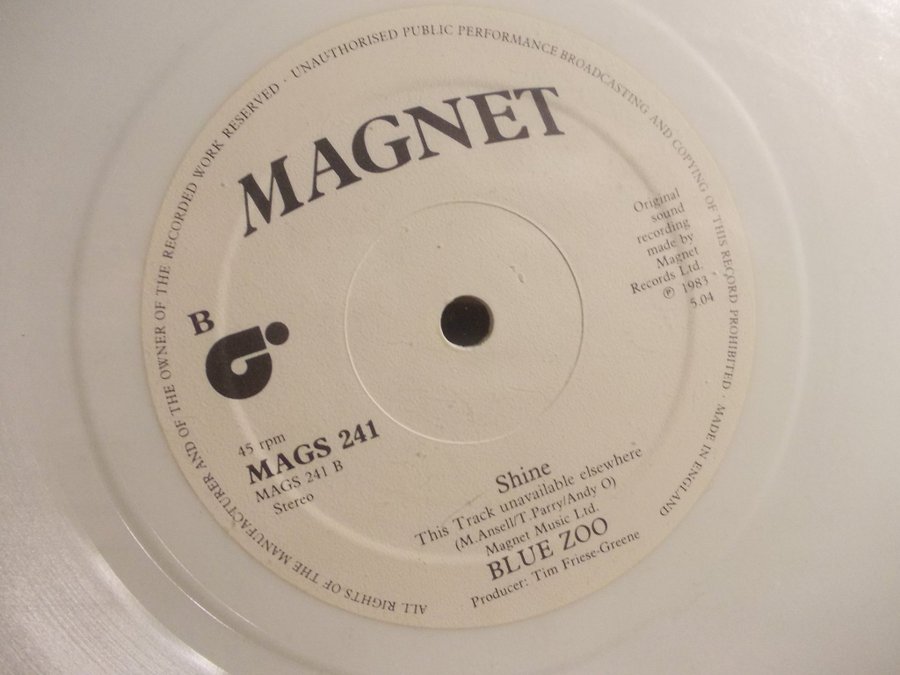 ALL RIGHTS OF THE MANUFACTURER AND OF THE OWNER OF THE RECORDED WORK RESERVED · UNAUTHORISED PUBLIC PERFORMANCE BROADCASTING AND COPYING OF THIS RECORD PROHIBITED · MADE IN ENGLAND
MAGNET
Original
sound
recording
made by
Magnet
Records Ltd.
℗ 1983
5.04
B
45 rpm
MAGS 241
MAGS 241 B
Stereo
Shine
This Track unavailable elsewhere
(M.Ansell/T.Parry/Andy O)
Magnet Music Ltd.
BLUE ZOO
Producer: Tim Friese-Greene